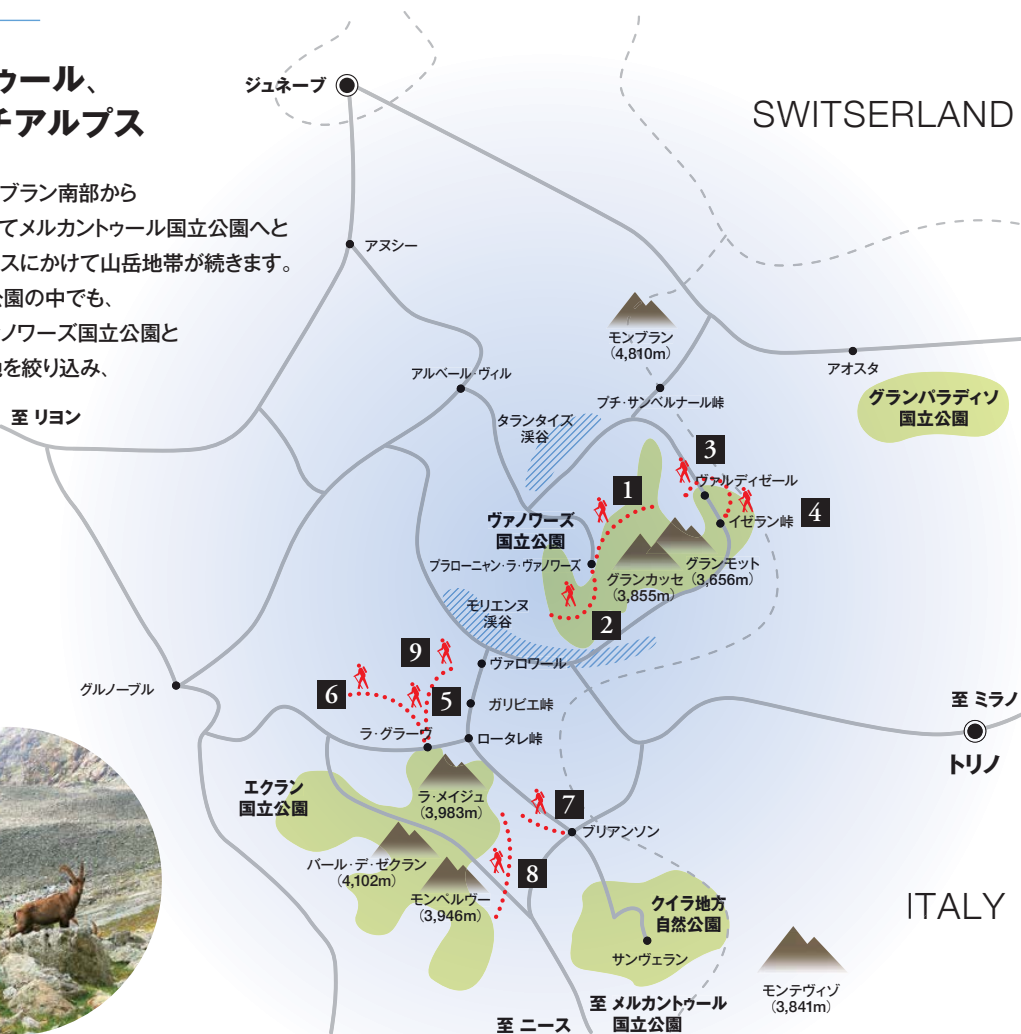 ゥール、
チアルプス
ブラン南部から
てメルカントゥール国立公園へと
スにかけて山岳地帯が続きます。
公園の中でも、
ノワーズ国立公園と
を絞り込み、
至 リヨン
ジュネーブ
SWITSERLAND
アヌシー
モンブラン
(4,810m)
アオスタ
アルベール・ヴィル
プチ・サンベルナール峠
グランパラディソ
国立公園
タランタイズ
渓谷
3
ヴァルディゼール
1
4
イゼラン峠
ヴァノワーズ
国立公園
プラローニャン・ラ・ヴァノワーズ
グランモット
(3,656m)
グランカッセ
(3,855m)
モリエンヌ
渓谷
2
9
ヴァロワール
グルノーブル
6
5
ガリビエ峠
至 ミラノ
ラ・グラーヴ
ロータレ峠
トリノ
エクラン
国立公園
ラ・メイジュ
(3,983m)
7
ブリアンソン
バール・デ・ゼクラン
(4,102m)
モンペルヴー
(3,946m)
8
クイラ地方
自然公園
ITALY
サンヴェラン
モンテヴィゾ
(3,841m)
至 メルカントゥール
国立公園
至 ニース